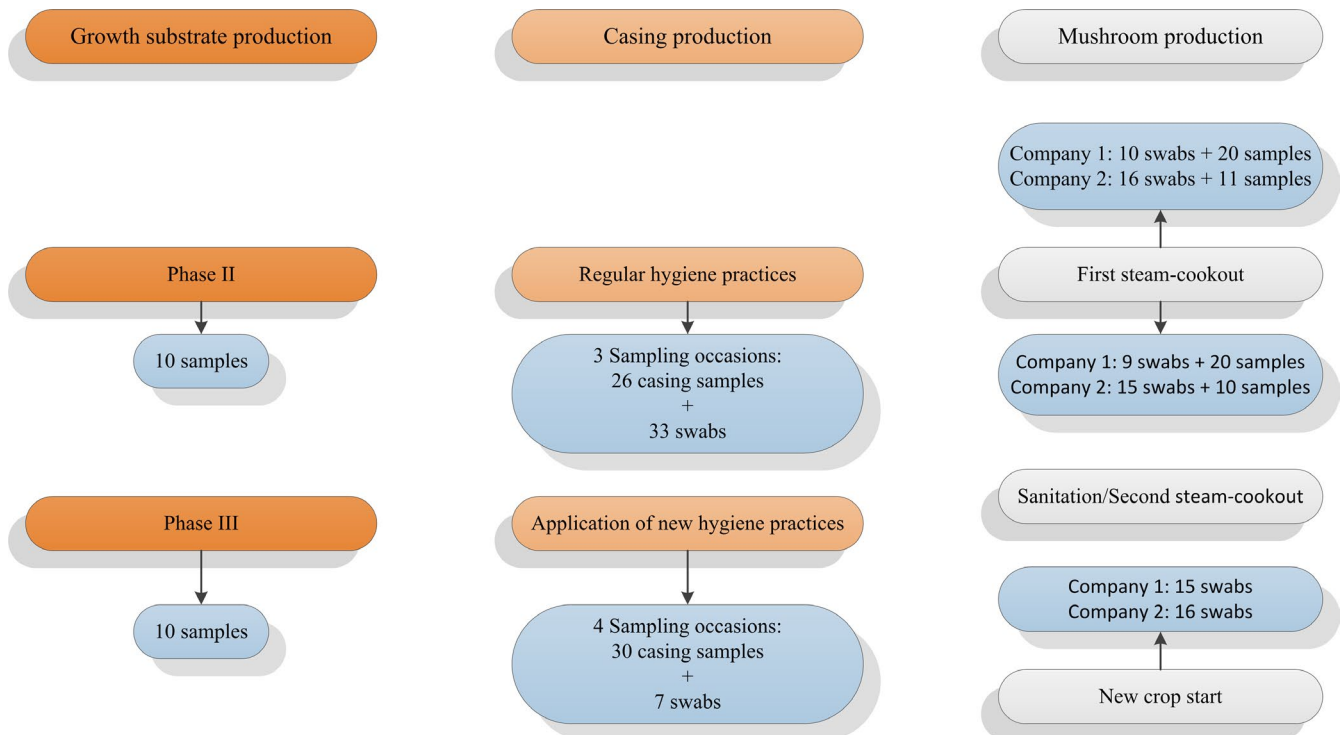 Growth substrate production
Casing production
Mushroom production
Company 1: 10 swabs + 20 samples
Company 2: 16 swabs + 11 samples
Phase II
Regular hygiene practices
First steam-cookout
10 samples
3 Sampling occasions:
26 casing samples
+
33 swabs
Company 1: 9 swabs + 20 samples
Company 2: 15 swabs + 10 samples
Sanitation/Second steam-cookout
Phase III
Application of new hygiene practices
10 samples
4 Sampling occasions:
30 casing samples
+
7 swabs
Company 1: 15 swabs
Company 2: 16 swabs
New crop start